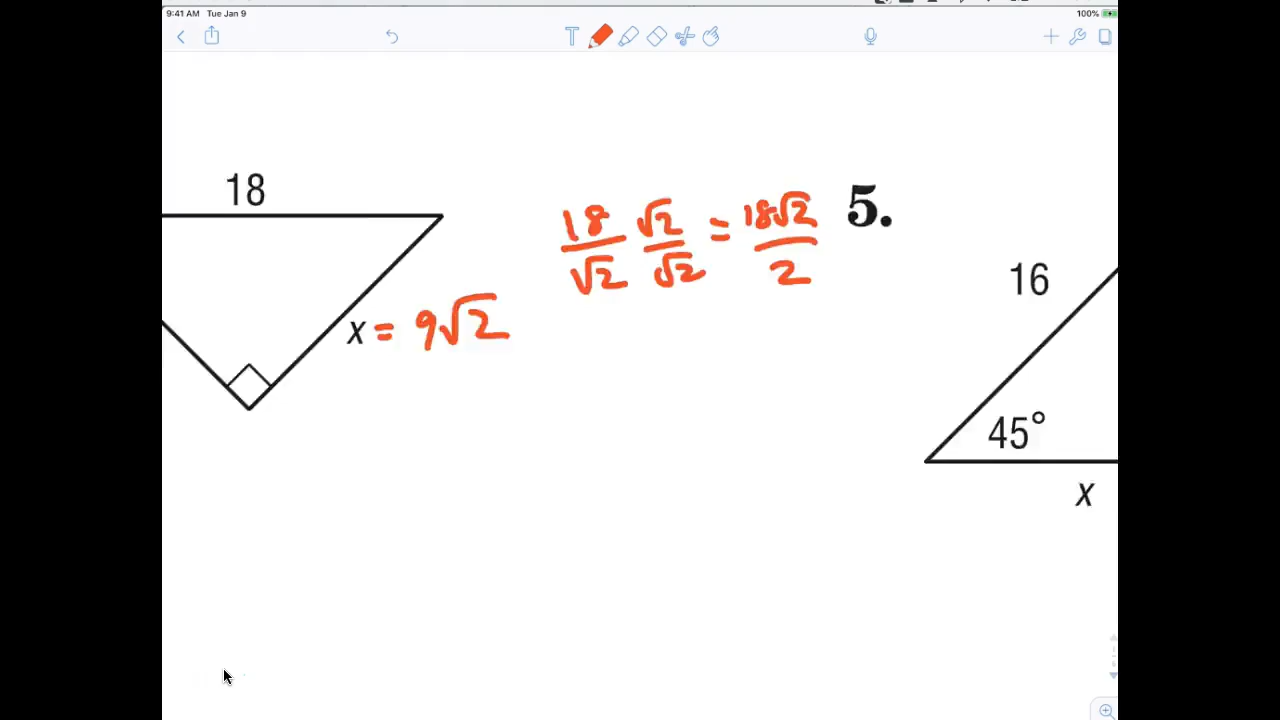 9:41 AM Tue Jan 9
100%
T
18
18/√2 √2/√2 = 18√2/2
5.
16
x = 9√2
45°
x